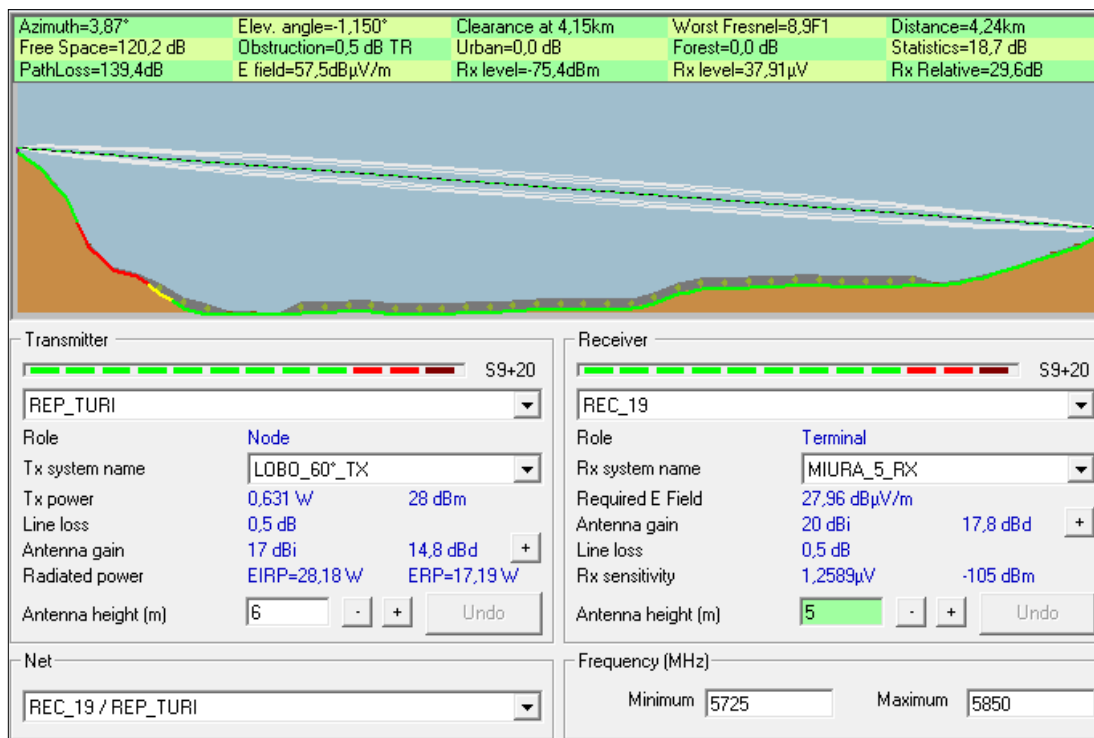 Azimuth=3,87° Elev. angle=-1,150° Clearance at 4,15km Worst Fresnel=8,9F1 Distance=4,24km
Free Space=120,2 dB Obstruction=0,5 dB TR Urban=0,0 dB Forest=0,0 dB Statistics=18,7 dB
PathLoss=139,4dB E field=57,5dBµV/m Rx level=-75,4dBm Rx level=37,91µV Rx Relative=29,6dB
Transmitter
S9+20
REP_TURI
Role Node
Tx system name LOBO_60°_TX
Tx power 0,631 W 28 dBm
Line loss 0,5 dB
Antenna gain 17 dBi 14,8 dBd +
Radiated power EIRP=28,18 W ERP=17,19 W
Antenna height (m) 6 - + Undo
Receiver
S9+20
REC_19
Role Terminal
Rx system name MIURA_5_RX
Required E Field 27,96 dBµV/m
Antenna gain 20 dBi 17,8 dBd +
Line loss 0,5 dB
Rx sensitivity 1,2589µV -105 dBm
Antenna height (m) 5 - + Undo
Net
REC_19 / REP_TURI
Frequency (MHz)
Minimum 5725 Maximum 5850